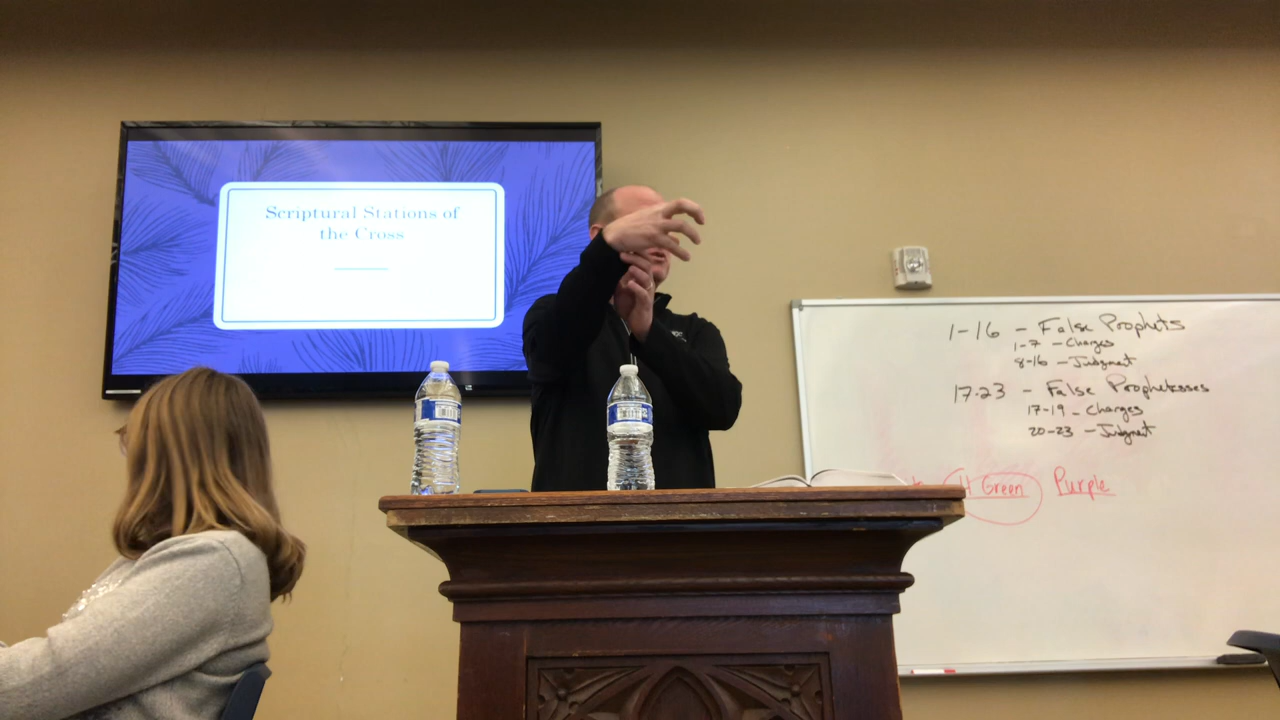 Scriptural Stations of
the Cross
1-16 - False Prophets
1-7 - Charges
8-16 - Judgment
17-23 - False Prophetesses
17-19 - Charges
20-23 - Judgment
Green Purple